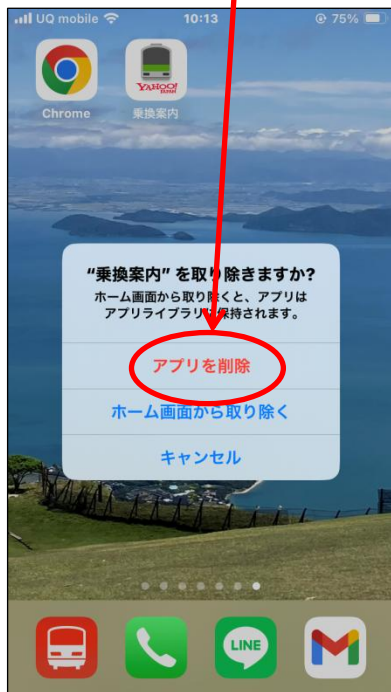 UQ mobile 10:13 75%
YAHOO!
JAPAN
Chrome 乗換案内
“乗換案内”を取り除きますか?
ホーム画面から取り除くと、アプリは
アプリライブラリに保持されます。
アプリを削除
ホーム画面から取り除く
キャンセル
LINE